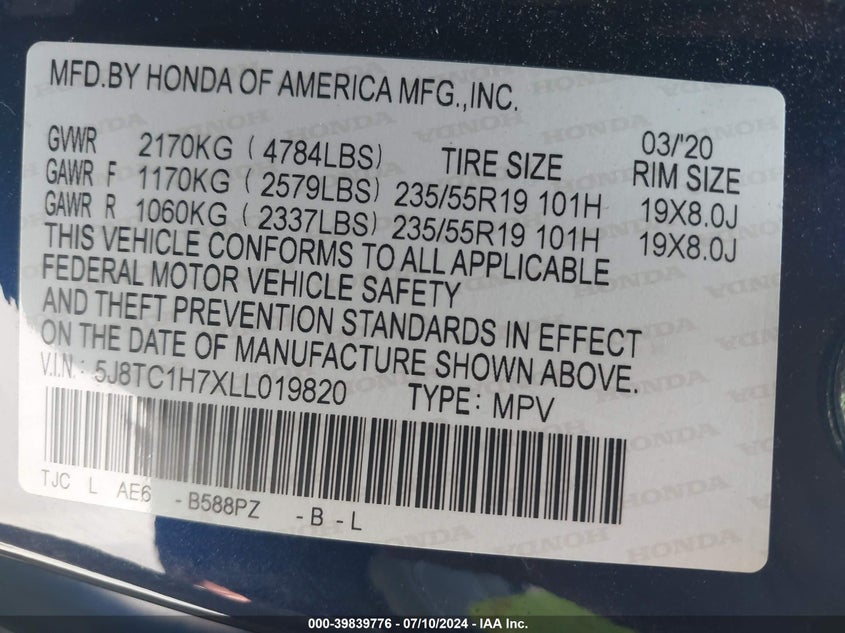 MFD.BY HONDA OF AMERICA MFG.,INC.
03/'20
GVWR 2170KG ( 4784LBS) TIRE SIZE RIM SIZE
GAWR F 1170KG ( 2579LBS) 235/55R19 101H 19X8.0J
GAWR R 1060KG ( 2337LBS) 235/55R19 101H 19X8.0J
THIS VEHICLE CONFORMS TO ALL APPLICABLE
FEDERAL MOTOR VEHICLE SAFETY
AND THEFT PREVENTION STANDARDS IN EFFECT
ON THE DATE OF MANUFACTURE SHOWN ABOVE.
V.I.N.: 5J8TC1H7XLL019820 TYPE: MPV
TJC L AE6 -B588PZ -B-L
000-39839776 / 07/10/2024 - IAA Inc.